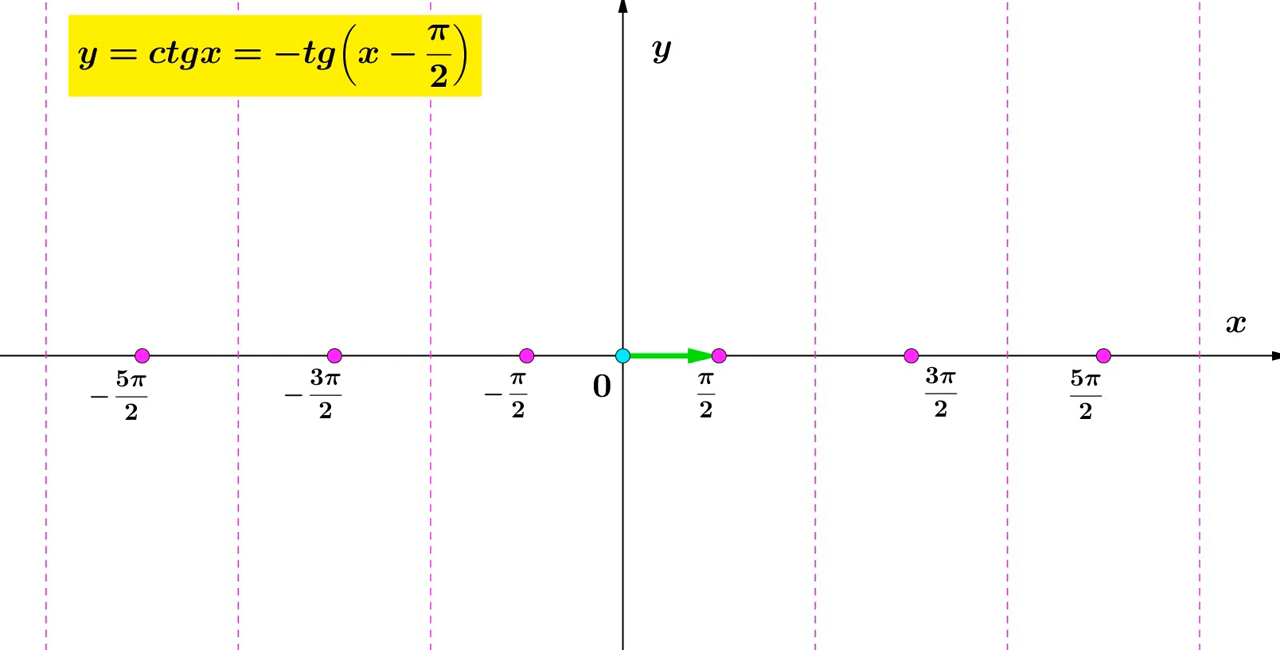 y = ctgx = −tg(x − π/2)
y
x
−5π/2 −3π/2 −π/2 0 π/2 3π/2 5π/2